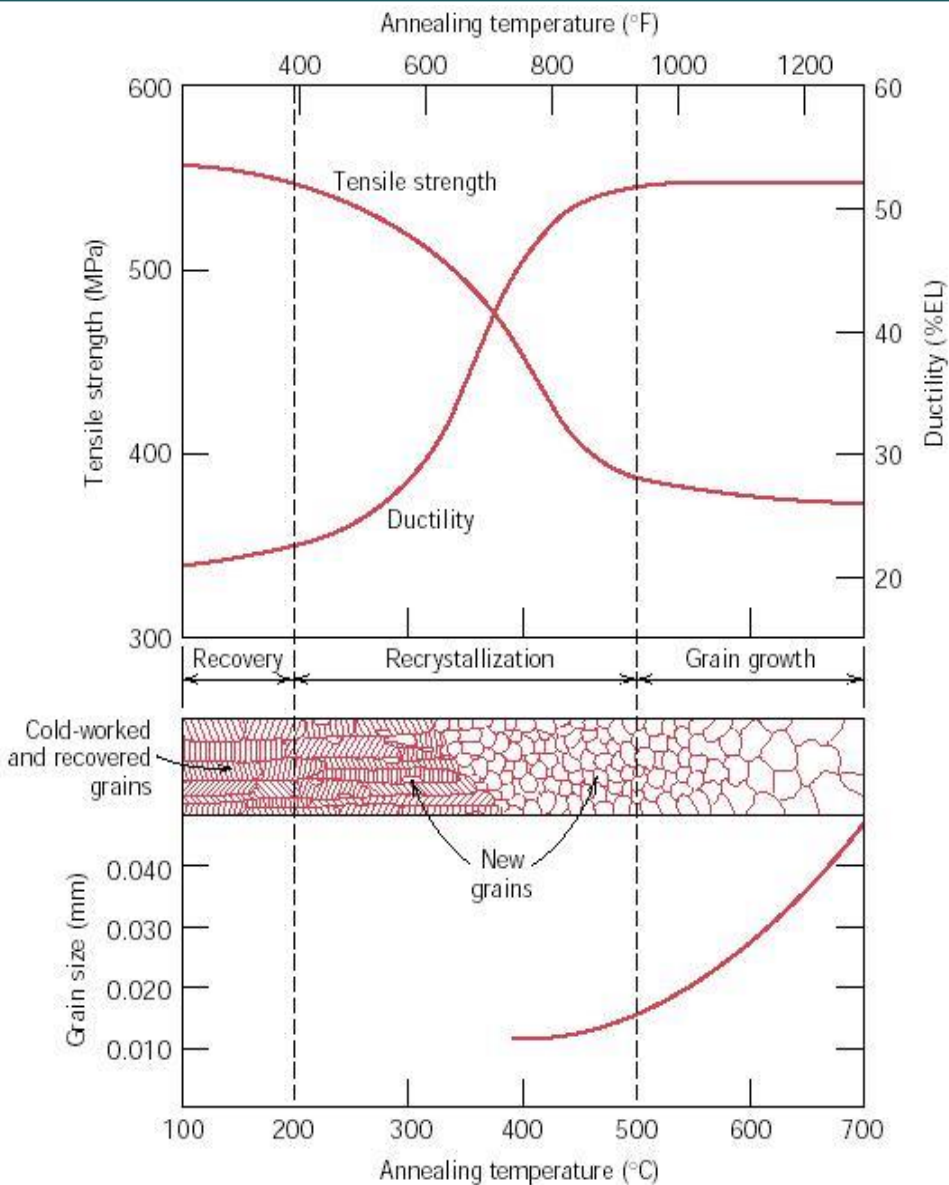 Annealing temperature (°F)
400 600 800 1000 1200
600
500
400
300
Tensile strength (MPa)
60
50
40
30
20
Ductility (%EL)
Tensile strength
Ductility
Recovery
Recrystallization
Grain growth
Cold-worked
and recovered
grains
New
grains
0.040
0.030
0.020
0.010
Grain size (mm)
100 200 300 400 500 600 700
Annealing temperature (°C)